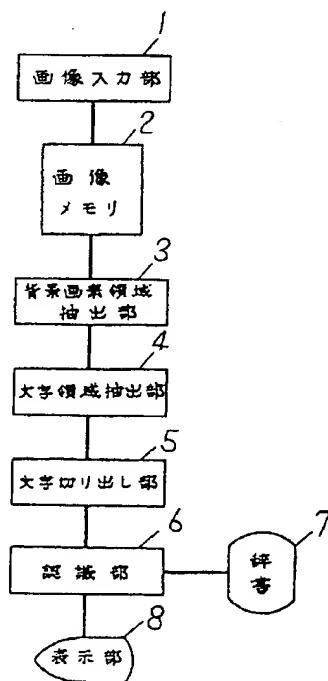 1
画像入力部
2
画像
メモリ
3
背景画素領域
抽出部
4
文字領域抽出部
5
文字切り出し部
6
認識部
7
辞書
8
表示部